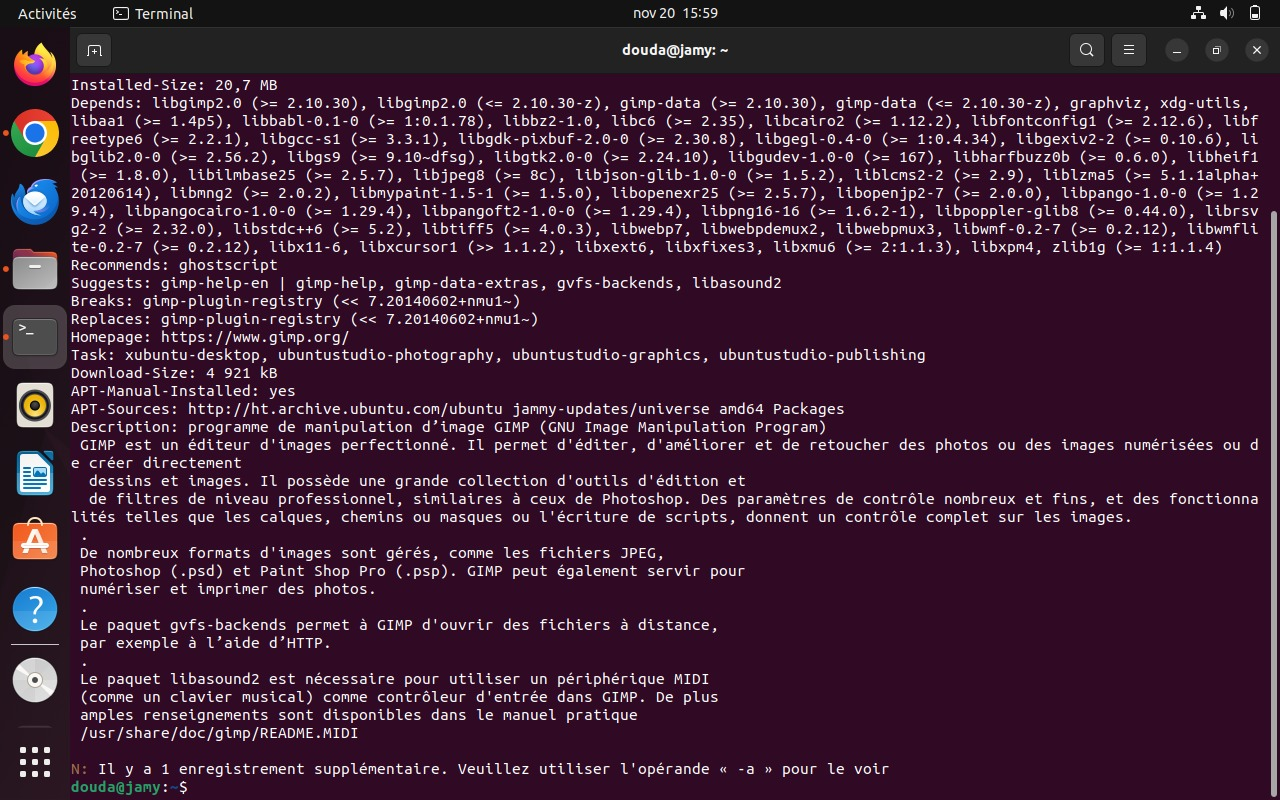 Activités
Terminal
nov 20 15:59
douda@jamy: ~
Installed-Size: 20,7 MB
Depends: libgimp2.0 (>= 2.10.30), libgimp2.0 (<= 2.10.30-z), gimp-data (>= 2.10.30), gimp-data (<= 2.10.30-z), graphviz, xdg-utils,
libaa1 (>= 1.4p5), libbabl-0.1-0 (>= 1:0.1.78), libbz2-1.0, libc6 (>= 2.35), libcairo2 (>= 1.12.2), libfontconfig1 (>= 2.12.6), libf
reetype6 (>= 2.2.1), libgcc-s1 (>= 3.3.1), libgdk-pixbuf-2.0-0 (>= 2.30.8), libgegl-0.4-0 (>= 1:0.4.34), libgexiv2-2 (>= 0.10.6), li
bglib2.0-0 (>= 2.56.2), libgs9 (>= 9.10~dfsg), libgtk2.0-0 (>= 2.24.10), libgudev-1.0-0 (>= 167), libharfbuzz0b (>= 0.6.0), libheif1
(>= 1.8.0), libilmbase25 (>= 2.5.7), libjpeg8 (>= 8c), libjson-glib-1.0-0 (>= 1.5.2), liblcms2-2 (>= 2.9), liblzma5 (>= 5.1.1alpha+
20120614), libmng2 (>= 2.0.2), libmypaint-1.5-1 (>= 1.5.0), libopenexr25 (>= 2.5.7), libopenjp2-7 (>= 2.0.0), libpango-1.0-0 (>= 1.2
9.4), libpangocairo-1.0-0 (>= 1.29.4), libpangoft2-1.0-0 (>= 1.29.4), libpng16-16 (>= 1.6.2-1), libpoppler-glib8 (>= 0.44.0), librsv
g2-2 (>= 2.32.0), libstdc++6 (>= 5.2), libtiff5 (>= 4.0.3), libwebp7, libwebpdemux2, libwebpmux3, libwmf-0.2-7 (>= 0.2.12), libwmfli
te-0.2-7 (>= 0.2.12), libx11-6, libxcursor1 (>> 1.1.2), libxext6, libxfixes3, libxmu6 (>= 2:1.1.3), libxpm4, zlib1g (>= 1:1.1.4)
Recommends: ghostscript
Suggests: gimp-help-en | gimp-help, gimp-data-extras, gvfs-backends, libasound2
Breaks: gimp-plugin-registry (<< 7.20140602+nmu1~)
Replaces: gimp-plugin-registry (<< 7.20140602+nmu1~)
Homepage: https://www.gimp.org/
Task: xubuntu-desktop, ubuntustudio-photography, ubuntustudio-graphics, ubuntustudio-publishing
Download-Size: 4 921 kB
APT-Manual-Installed: yes
APT-Sources: http://ht.archive.ubuntu.com/ubuntu jammy-updates/universe amd64 Packages
Description: programme de manipulation d’image GIMP (GNU Image Manipulation Program)
GIMP est un éditeur d'images perfectionné. Il permet d'éditer, d'améliorer et de retoucher des photos ou des images numérisées ou d
e créer directement
dessins et images. Il possède une grande collection d'outils d'édition et
de filtres de niveau professionnel, similaires à ceux de Photoshop. Des paramètres de contrôle nombreux et fins, et des fonctionna
lités telles que les calques, chemins ou masques ou l'écriture de scripts, donnent un contrôle complet sur les images.
.
De nombreux formats d'images sont gérés, comme les fichiers JPEG,
Photoshop (.psd) et Paint Shop Pro (.psp). GIMP peut également servir pour
numériser et imprimer des photos.
.
Le paquet gvfs-backends permet à GIMP d'ouvrir des fichiers à distance,
par exemple à l’aide d’HTTP.
.
Le paquet libasound2 est nécessaire pour utiliser un périphérique MIDI
(comme un clavier musical) comme contrôleur d'entrée dans GIMP. De plus
amples renseignements sont disponibles dans le manuel pratique
/usr/share/doc/gimp/README.MIDI
N: Il y a 1 enregistrement supplémentaire. Veuillez utiliser l'opérande « -a » pour le voir
douda@jamy:~$